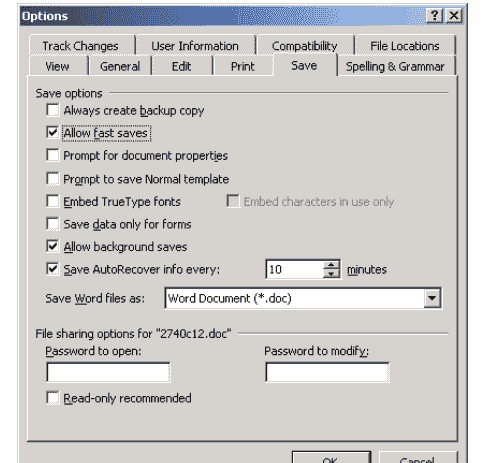 Options
Track Changes User Information Compatibility File Locations
View General Edit Print Save Spelling & Grammar
Save options
Always create backup copy
Allow fast saves
Prompt for document properties
Prompt to save Normal template
Embed TrueType fonts Embed characters in use only
Save data only for forms
Allow background saves
Save AutoRecover info every: 10 minutes
Save Word files as: Word Document (*.doc)
File sharing options for "2740c12.doc"
Password to open: Password to modify:
Read-only recommended
OK Cancel